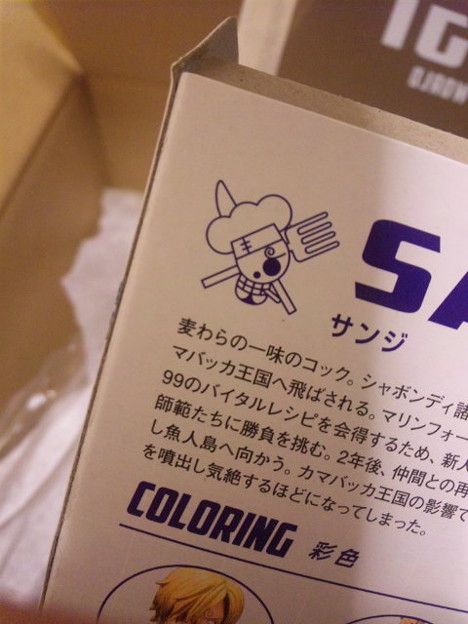 SA
サンジ
麦わらの一味のコック。シャボンディ諸
マバッカ王国へ飛ばされる。マリンフォー
99のバイタルレシピを会得するため、新人
師範たちに勝負を挑む。2年後、仲間との再
し魚人島へ向かう。カマバッカ王国の影響で
を噴出し気絶するほどになってしまった。
COLORING 彩色